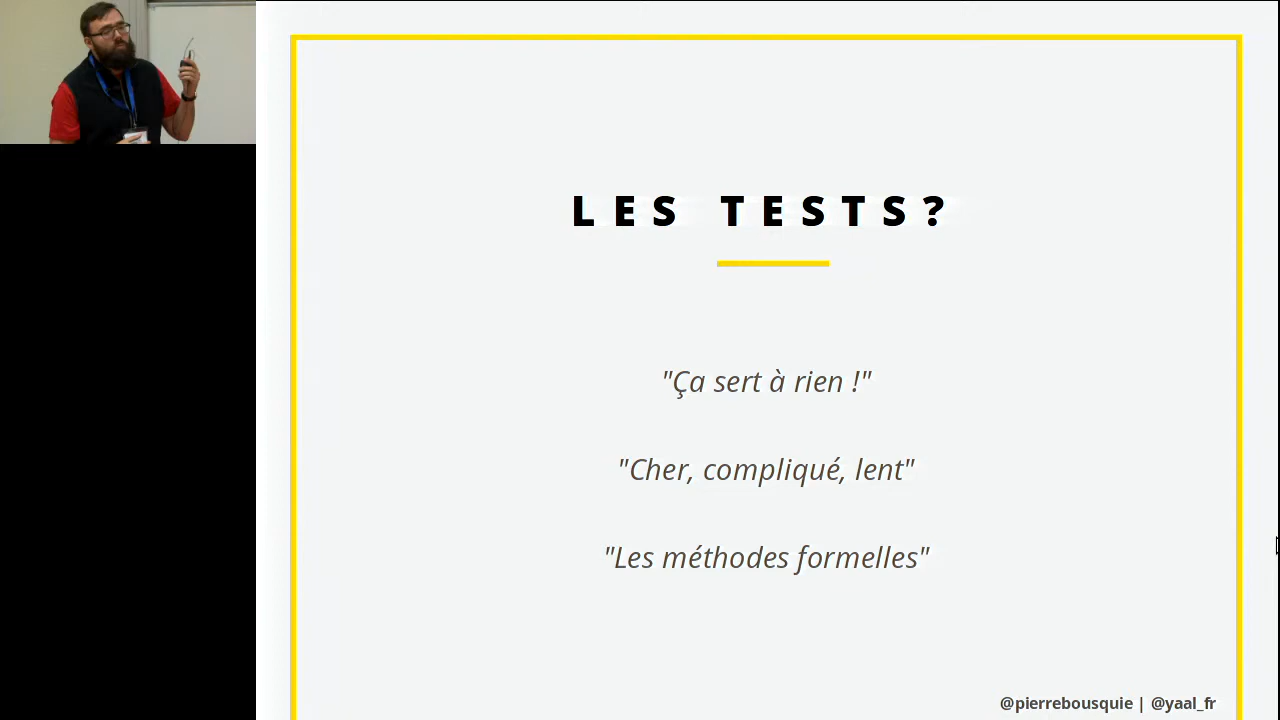 LES TESTS?
"Ça sert à rien !"
"Cher, compliqué, lent"
"Les méthodes formelles"
@pierrebousquie | @yaal_fr